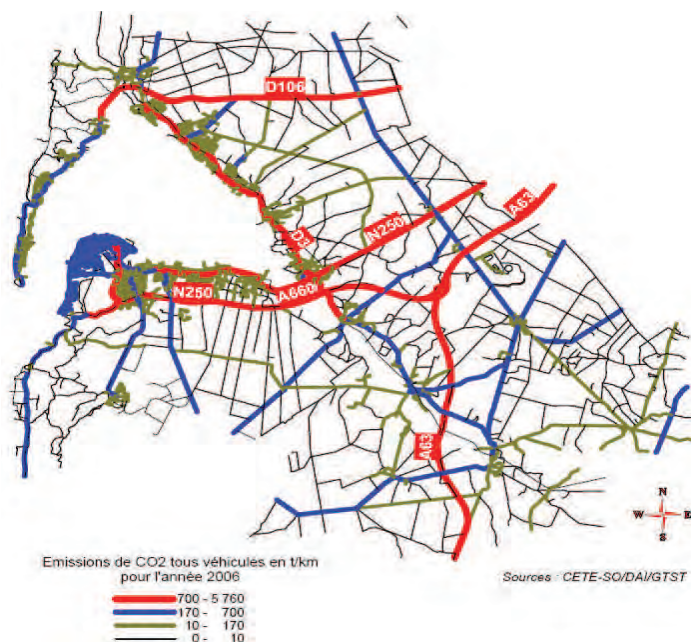 D106
A63
N250
D3
N250
A660
A63
N
W E
S
Emissions de CO2 tous véhicules en t/km
pour l'année 2006
Sources : CETE-SO/DAI/GTST
700 - 5 760
170 - 700
10 - 170
0 - 10